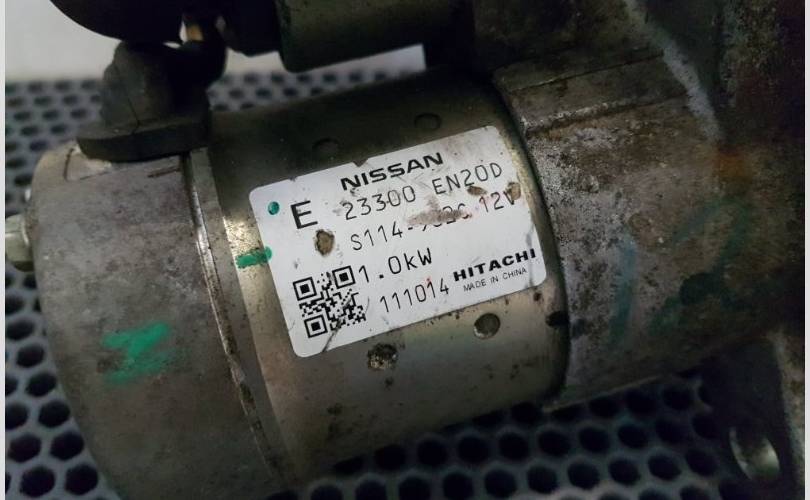 NISSAN
E 23300 EN20D
12V
1.0kW HITACHI
MADE IN CHINA
111014